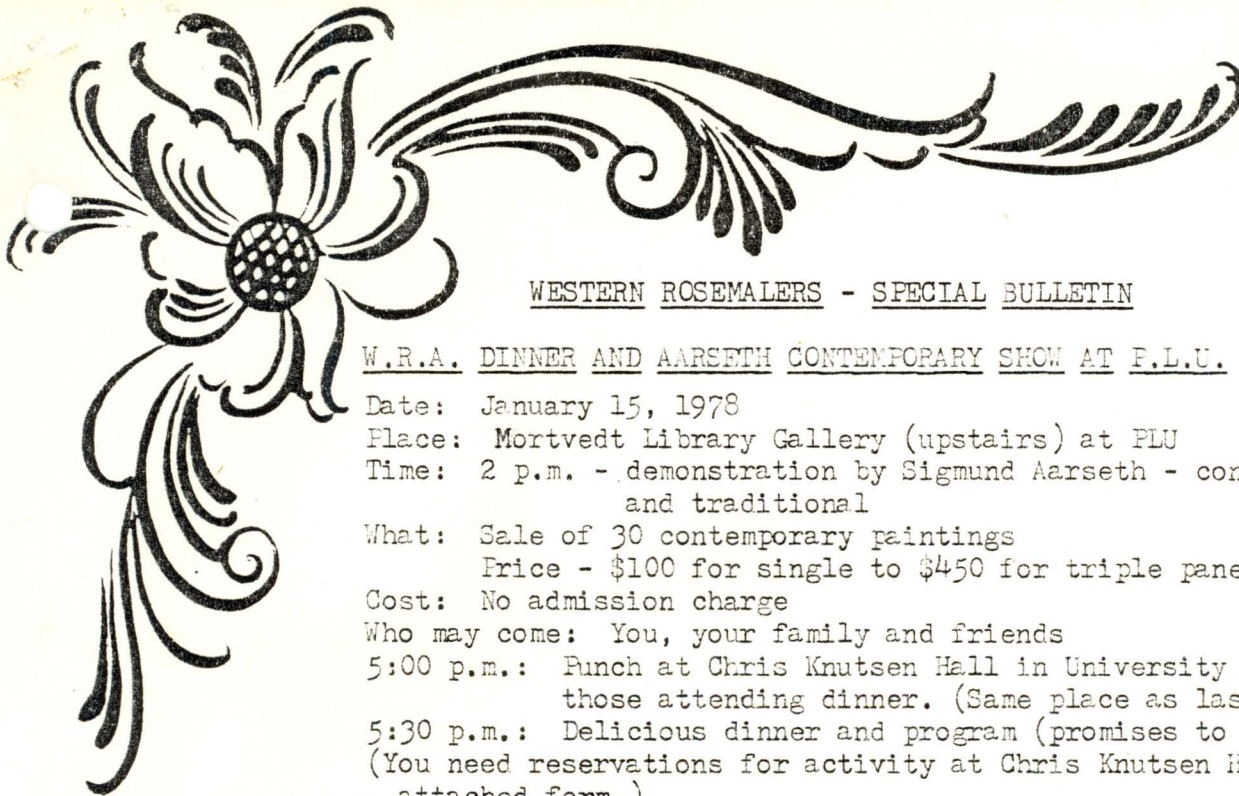 WESTERN ROSEMALERS - SPECIAL BULLETIN
W.R.A. DINNER AND AARSETH CONTEMPORARY SHOW AT P.L.U.
Date: January 15, 1978
Place: Mortvedt Library Gallery (upstairs) at PLU
Time: 2 p.m. - demonstration by Sigmund Aarseth - con
and traditional
What: Sale of 30 contemporary paintings
Price - $100 for single to $450 for triple pane
Cost: No admission charge
Who may come: You, your family and friends
5:00 p.m.: Punch at Chris Knutsen Hall in University
those attending dinner. (Same place as las
5:30 p.m.: Delicious dinner and program (promises to
(You need reservations for activity at Chris Knutsen H
attached form.)